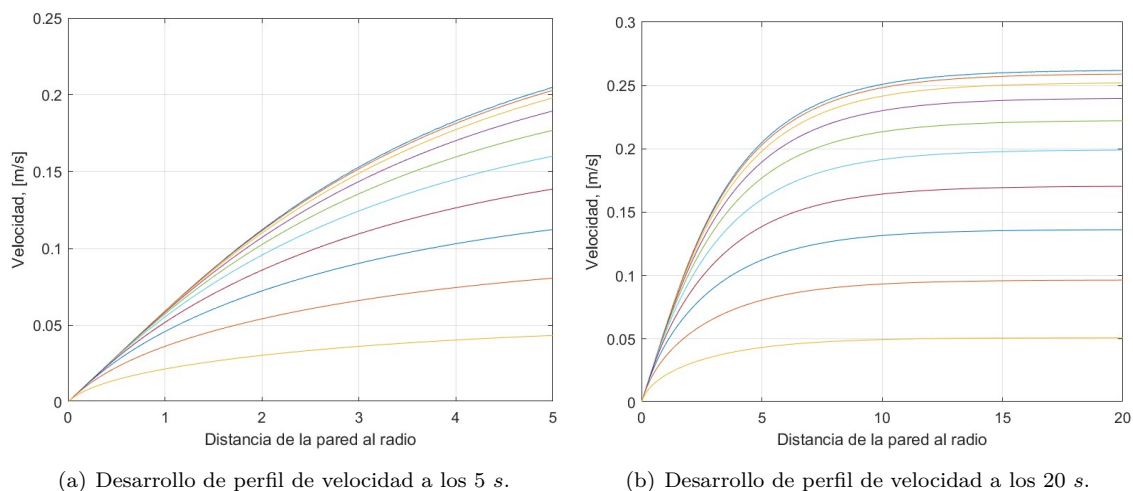 0.25
0.2
0.15
0.1
0.05
0
Velocidad, [m/s]
0 1 2 3 4 5
Distancia de la pared al radio
(a) Desarrollo de perfil de velocidad a los 5 s.
0.3
0.25
0.2
0.15
0.1
0.05
0
Velocidad, [m/s]
0 5 10 15 20
Distancia de la pared al radio
(b) Desarrollo de perfil de velocidad a los 20 s.